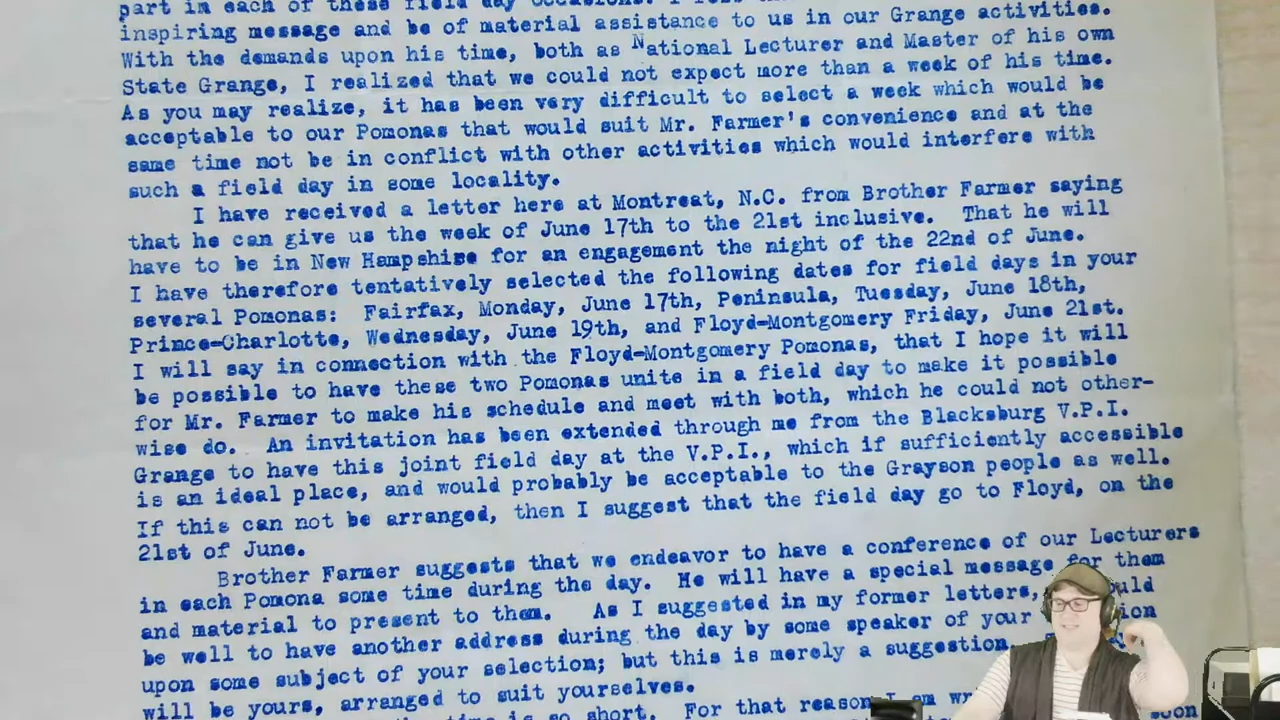 part in each of these field day occasions. I
inspiring message and be of material assistance to us in our Grange activities.
With the demands upon his time, both as National Lecturer and Master of his own
State Grange, I realized that we could not expect more than a week of his time.
As you may realize, it has been very difficult to select a week which would be
acceptable to our Pomonas that would suit Mr. Farmer's convenience and at the
same time not be in conflict with other activities which would interfere with
such a field day in some locality.
I have received a letter here at Montreat, N.C. from Brother Farmer saying
that he can give us the week of June 17th to the 21st inclusive. That he will
have to be in New Hampshire for an engagement the night of the 22nd of June.
I have therefore tentatively selected the following dates for field days in your
several Pomonas: Fairfax, Monday, June 17th, Peninsula, Tuesday, June 18th,
Prince-Charlotte, Wednesday, June 19th, and Floyd-Montgomery Friday, June 21st.
I will say in connection with the Floyd-Montgomery Pomonas, that I hope it will
be possible to have these two Pomonas unite in a field day to make it possible
for Mr. Farmer to make his schedule and meet with both, which he could not other-
wise do. An invitation has been extended through me from the Blacksburg V.P.I.
Grange to have this joint field day at the V.P.I., which if sufficiently accessible
is an ideal place, and would probably be acceptable to the Grayson people as well.
If this can not be arranged, then I suggest that the field day go to Floyd, on the
21st of June.
Brother Farmer suggests that we endeavor to have a conference of our Lecturers
in each Pomona some time during the day. He will have a special message for them
and material to present to them. As I suggested in my former letters,
be well to have another address during the day by some speaker of your
upon some subject of your selection; but this is merely a suggestion.
will be yours, arranged to suit yourselves.
time is so short. For that reason I am
soon